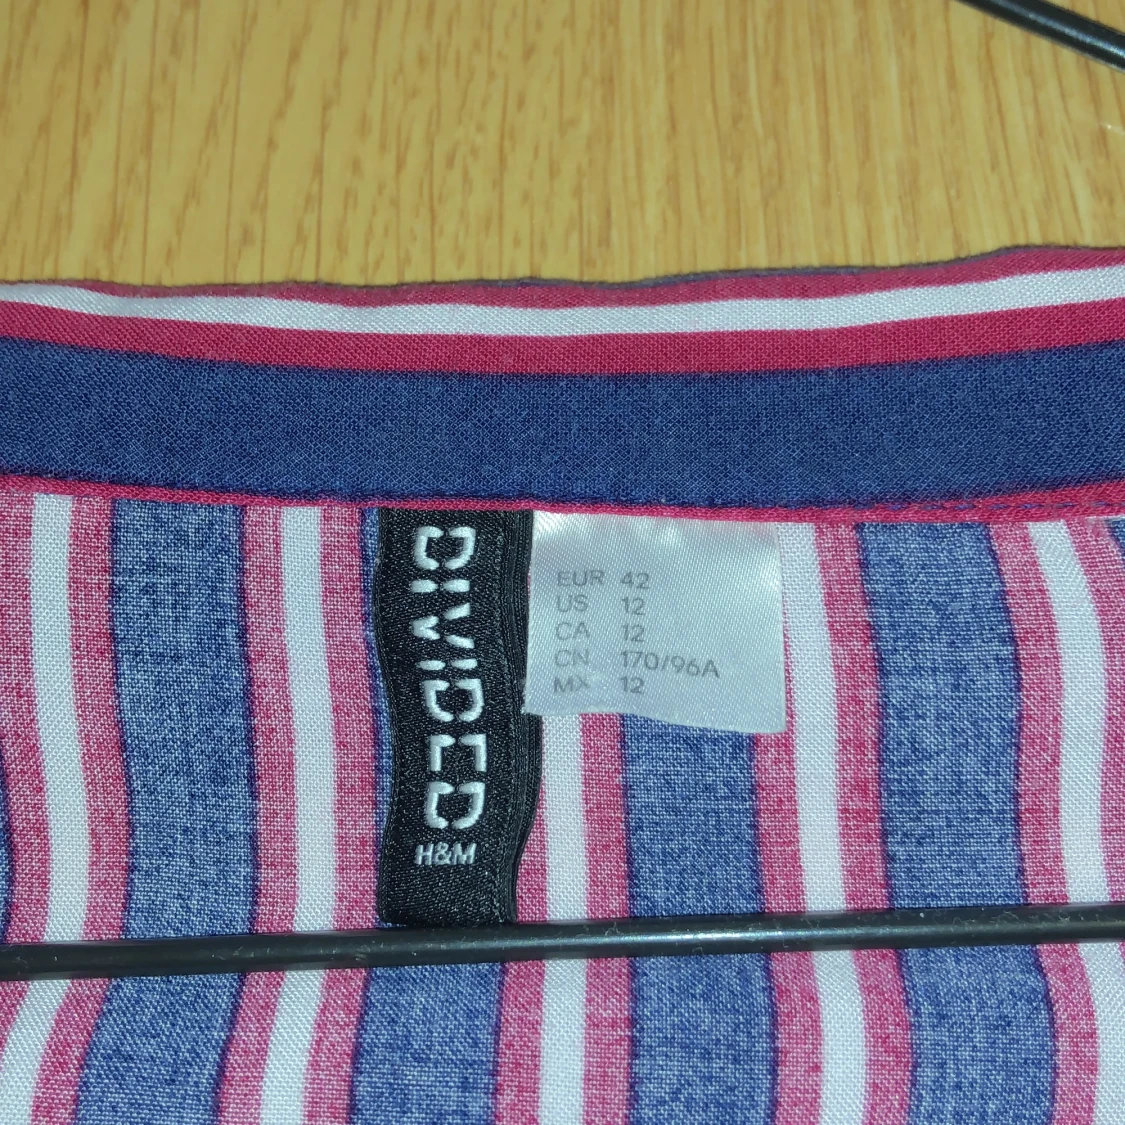 DIVIDED
H&M
EUR 42
US 12
CA 12
CN 170/96A
MX 12